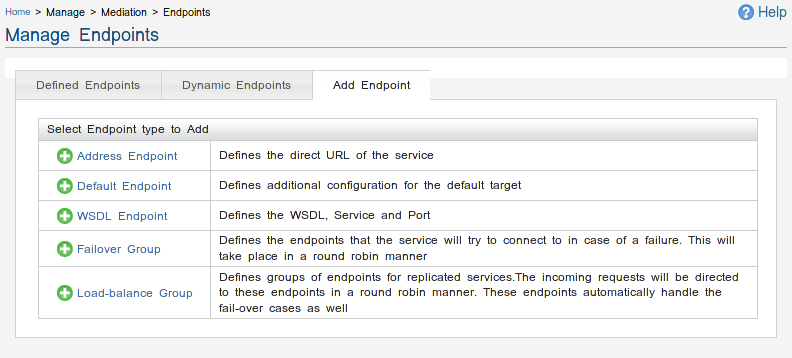 Home > Manage > Mediation > Endpoints
Help
Manage Endpoints
Defined Endpoints
Dynamic Endpoints
Add Endpoint
Select Endpoint type to Add
Address Endpoint
Defines the direct URL of the service
Default Endpoint
Defines additional configuration for the default target
WSDL Endpoint
Defines the WSDL, Service and Port
Failover Group
Defines the endpoints that the service will try to connect to in case of a failure. This will
take place in a round robin manner
Load-balance Group
Defines groups of endpoints for replicated services.The incoming requests will be directed
to these endpoints in a round robin manner. These endpoints automatically handle the
fail-over cases as well